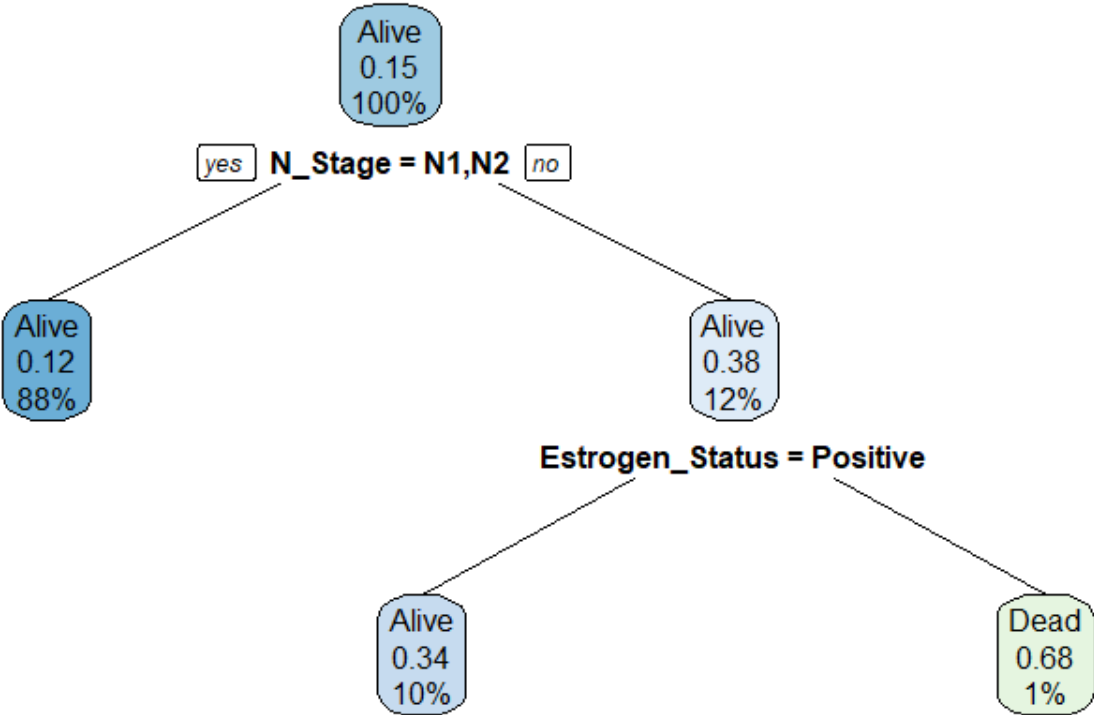 Alive
0.15
100%
yes N_Stage = N1,N2 no
Alive
0.12
88%
Alive
0.38
12%
Estrogen_Status = Positive
Alive
0.34
10%
Dead
0.68
1%